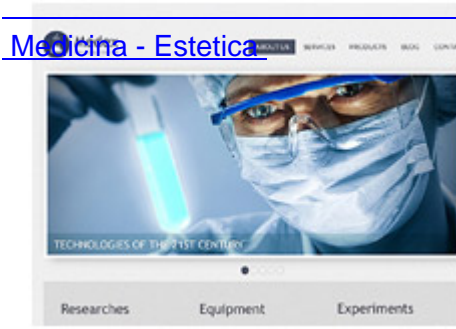 Medicina - Estetica
ABOUT US SERVICES PRODUCTS BLOG
TECHNOLOGIES OF THE 21ST CENTURY
Researches Equipment Experiments